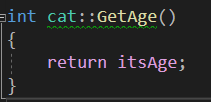 int cat::GetAge()
{
    return itsAge;
}